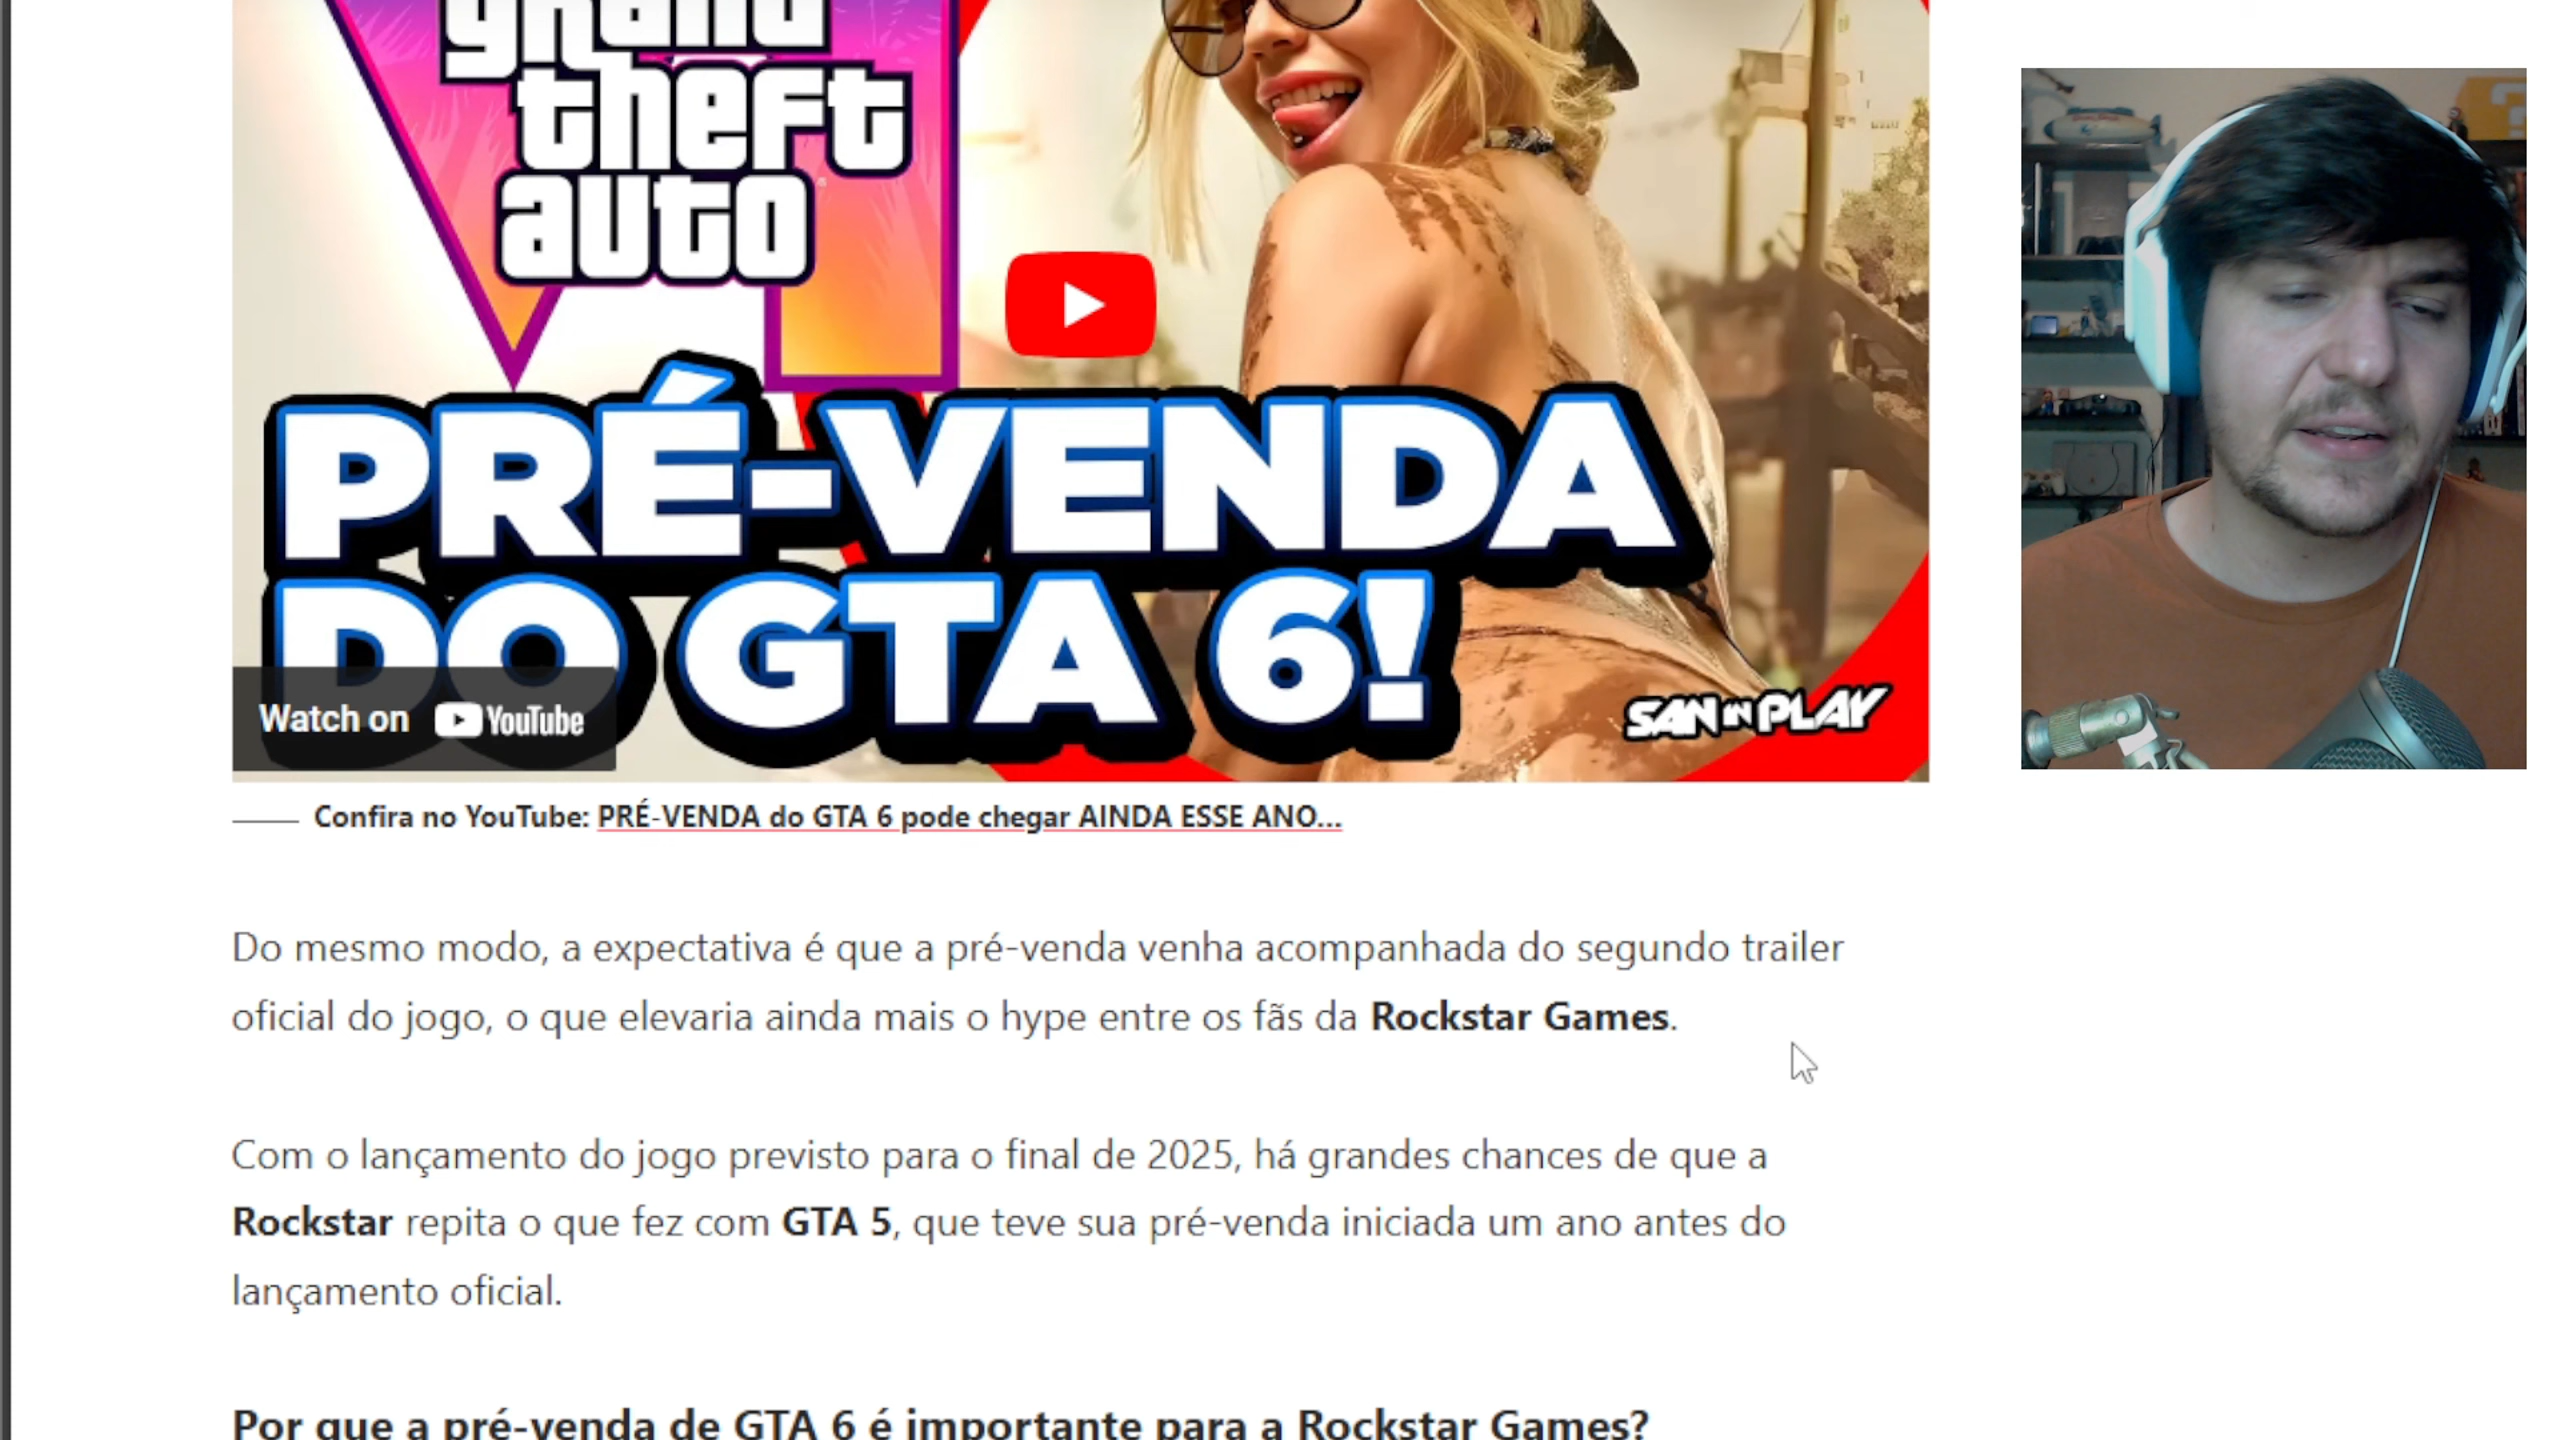 grand
theft
auto
PRÉ-VENDA
DO GTA 6!
Watch on YouTube
SAN IN PLAY
Confira no YouTube: PRÉ-VENDA do GTA 6 pode chegar AINDA ESSE ANO...
Do mesmo modo, a expectativa é que a pré-venda venha acompanhada do segundo trailer
oficial do jogo, o que elevaria ainda mais o hype entre os fãs da Rockstar Games.
Com o lançamento do jogo previsto para o final de 2025, há grandes chances de que a
Rockstar repita o que fez com GTA 5, que teve sua pré-venda iniciada um ano antes do
lançamento oficial.
Por que a pré-venda de GTA 6 é importante para a Rockstar Games?